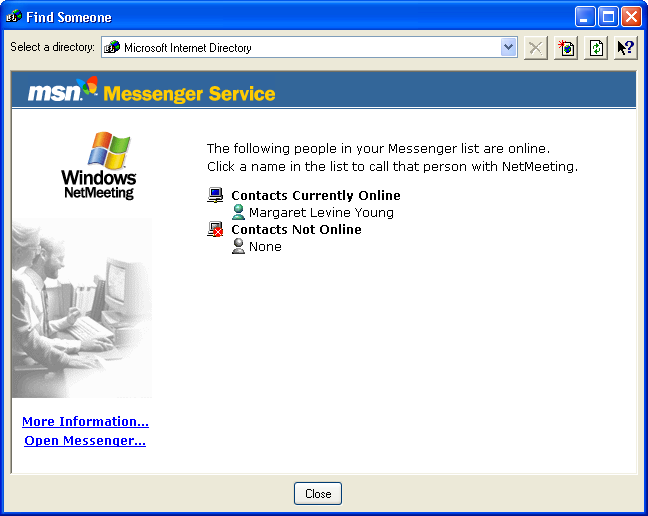 Find Someone
Select a directory: Microsoft Internet Directory
msn Messenger Service
Windows
NetMeeting
The following people in your Messenger list are online.
Click a name in the list to call that person with NetMeeting.
Contacts Currently Online
Margaret Levine Young
Contacts Not Online
None
More Information...
Open Messenger...
Close